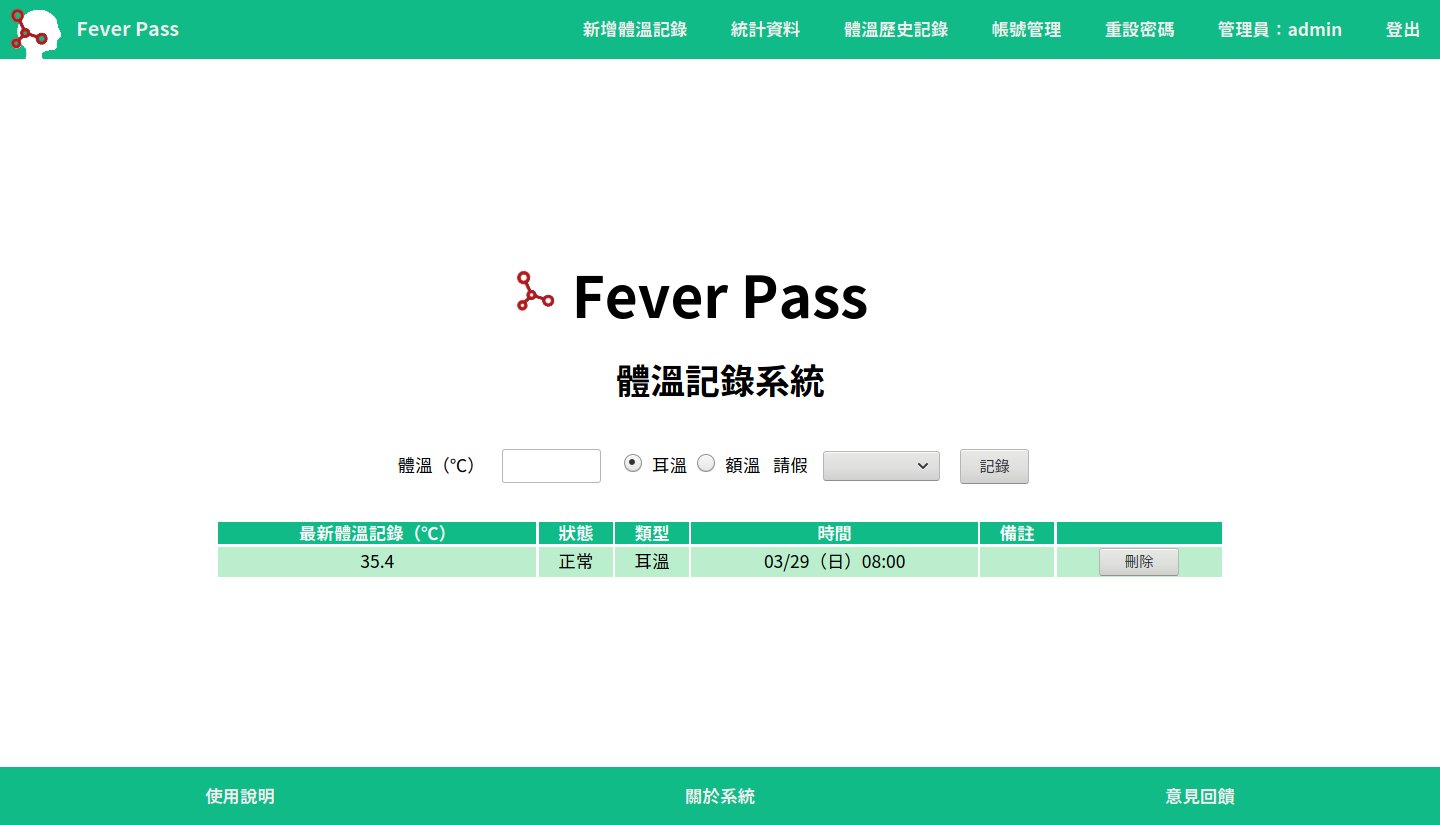 Fever Pass 新增體溫記錄 統計資料 體溫歷史記錄 帳號管理 重設密碼 管理員：admin 登出
Fever Pass
體溫記錄系統
體溫（℃） 耳溫 額溫 請假 記錄
最新體溫記錄（℃） 狀態 類型 時間 備註
35.4 正常 耳溫 03/29（日）08:00 刪除
使用說明 關於系統 意見回饋